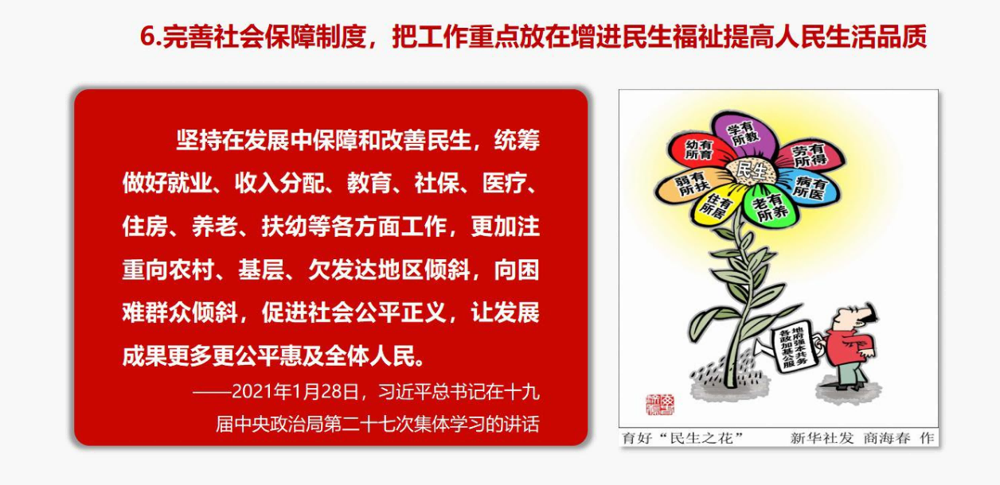 6.完善社会保障制度，把工作重点放在增进民生福祉提高人民生活品质
坚持在发展中保障和改善民生，统筹
做好就业、收入分配、教育、社保、医疗、
住房、养老、扶幼等各方面工作，更加注
重向农村、基层、欠发达地区倾斜，向困
难群众倾斜，促进社会公平正义，让发展
成果更多更公平惠及全体人民。
——2021年1月28日，习近平总书记在十九
届中央政治局第二十七次集体学习的讲话
学有
所教
幼有
所育
劳有
所得
民生
弱有
所扶
病有
所医
住有
所居
老有
所养
各地
政府
加强
基本
公共
服务
育好“民生之花”
新华社发 商海春 作